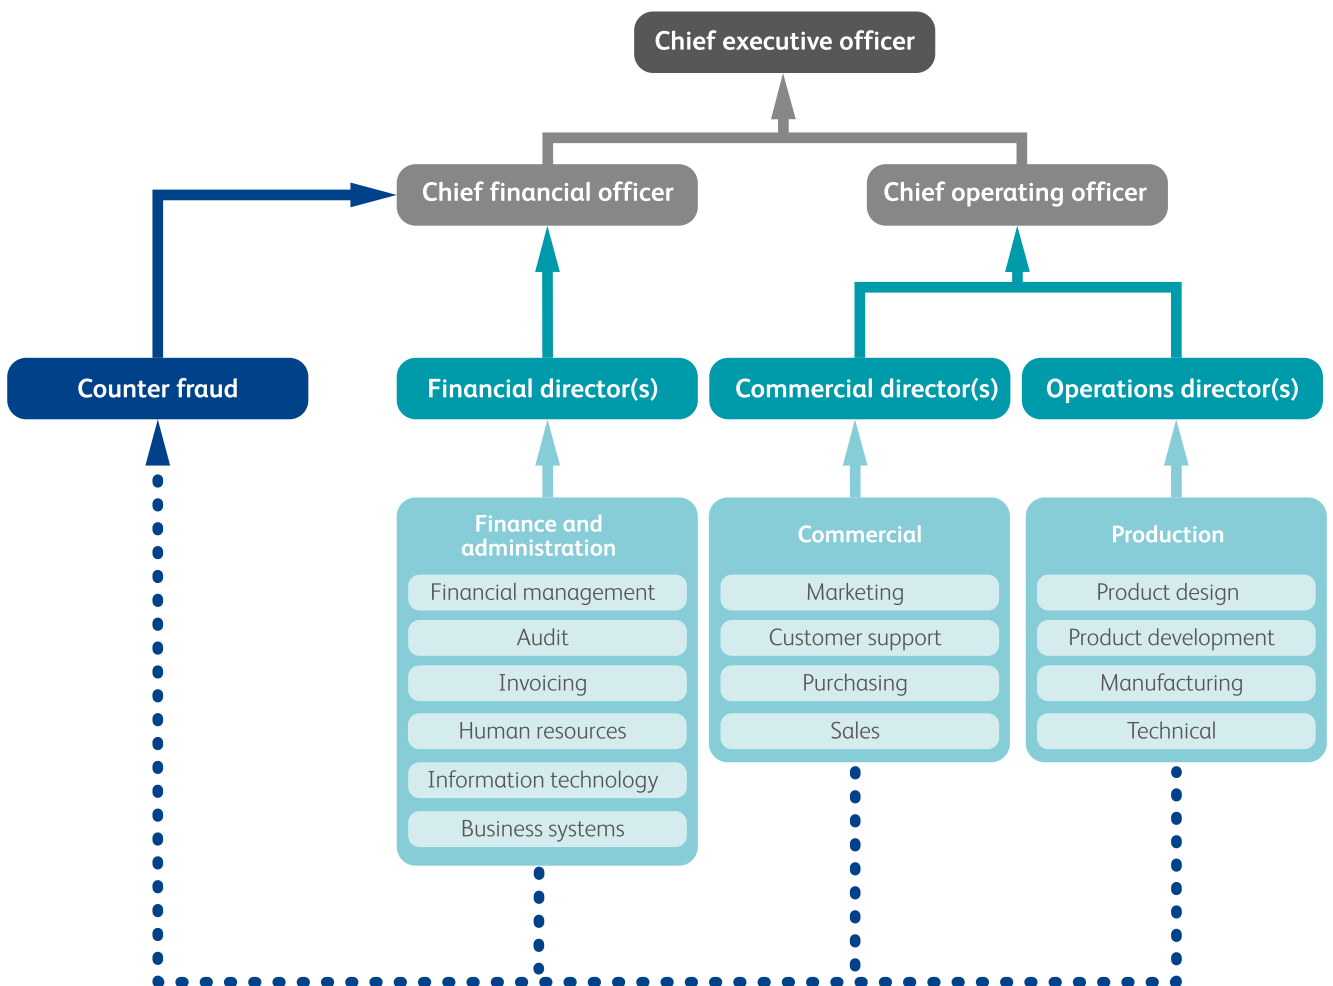 Chief executive officer
Chief financial officer
Chief operating officer
Counter fraud
Financial director(s)
Commercial director(s)
Operations director(s)
Finance and
administration
Financial management
Audit
Invoicing
Human resources
Information technology
Business systems
Commercial
Marketing
Customer support
Purchasing
Sales
Production
Product design
Product development
Manufacturing
Technical